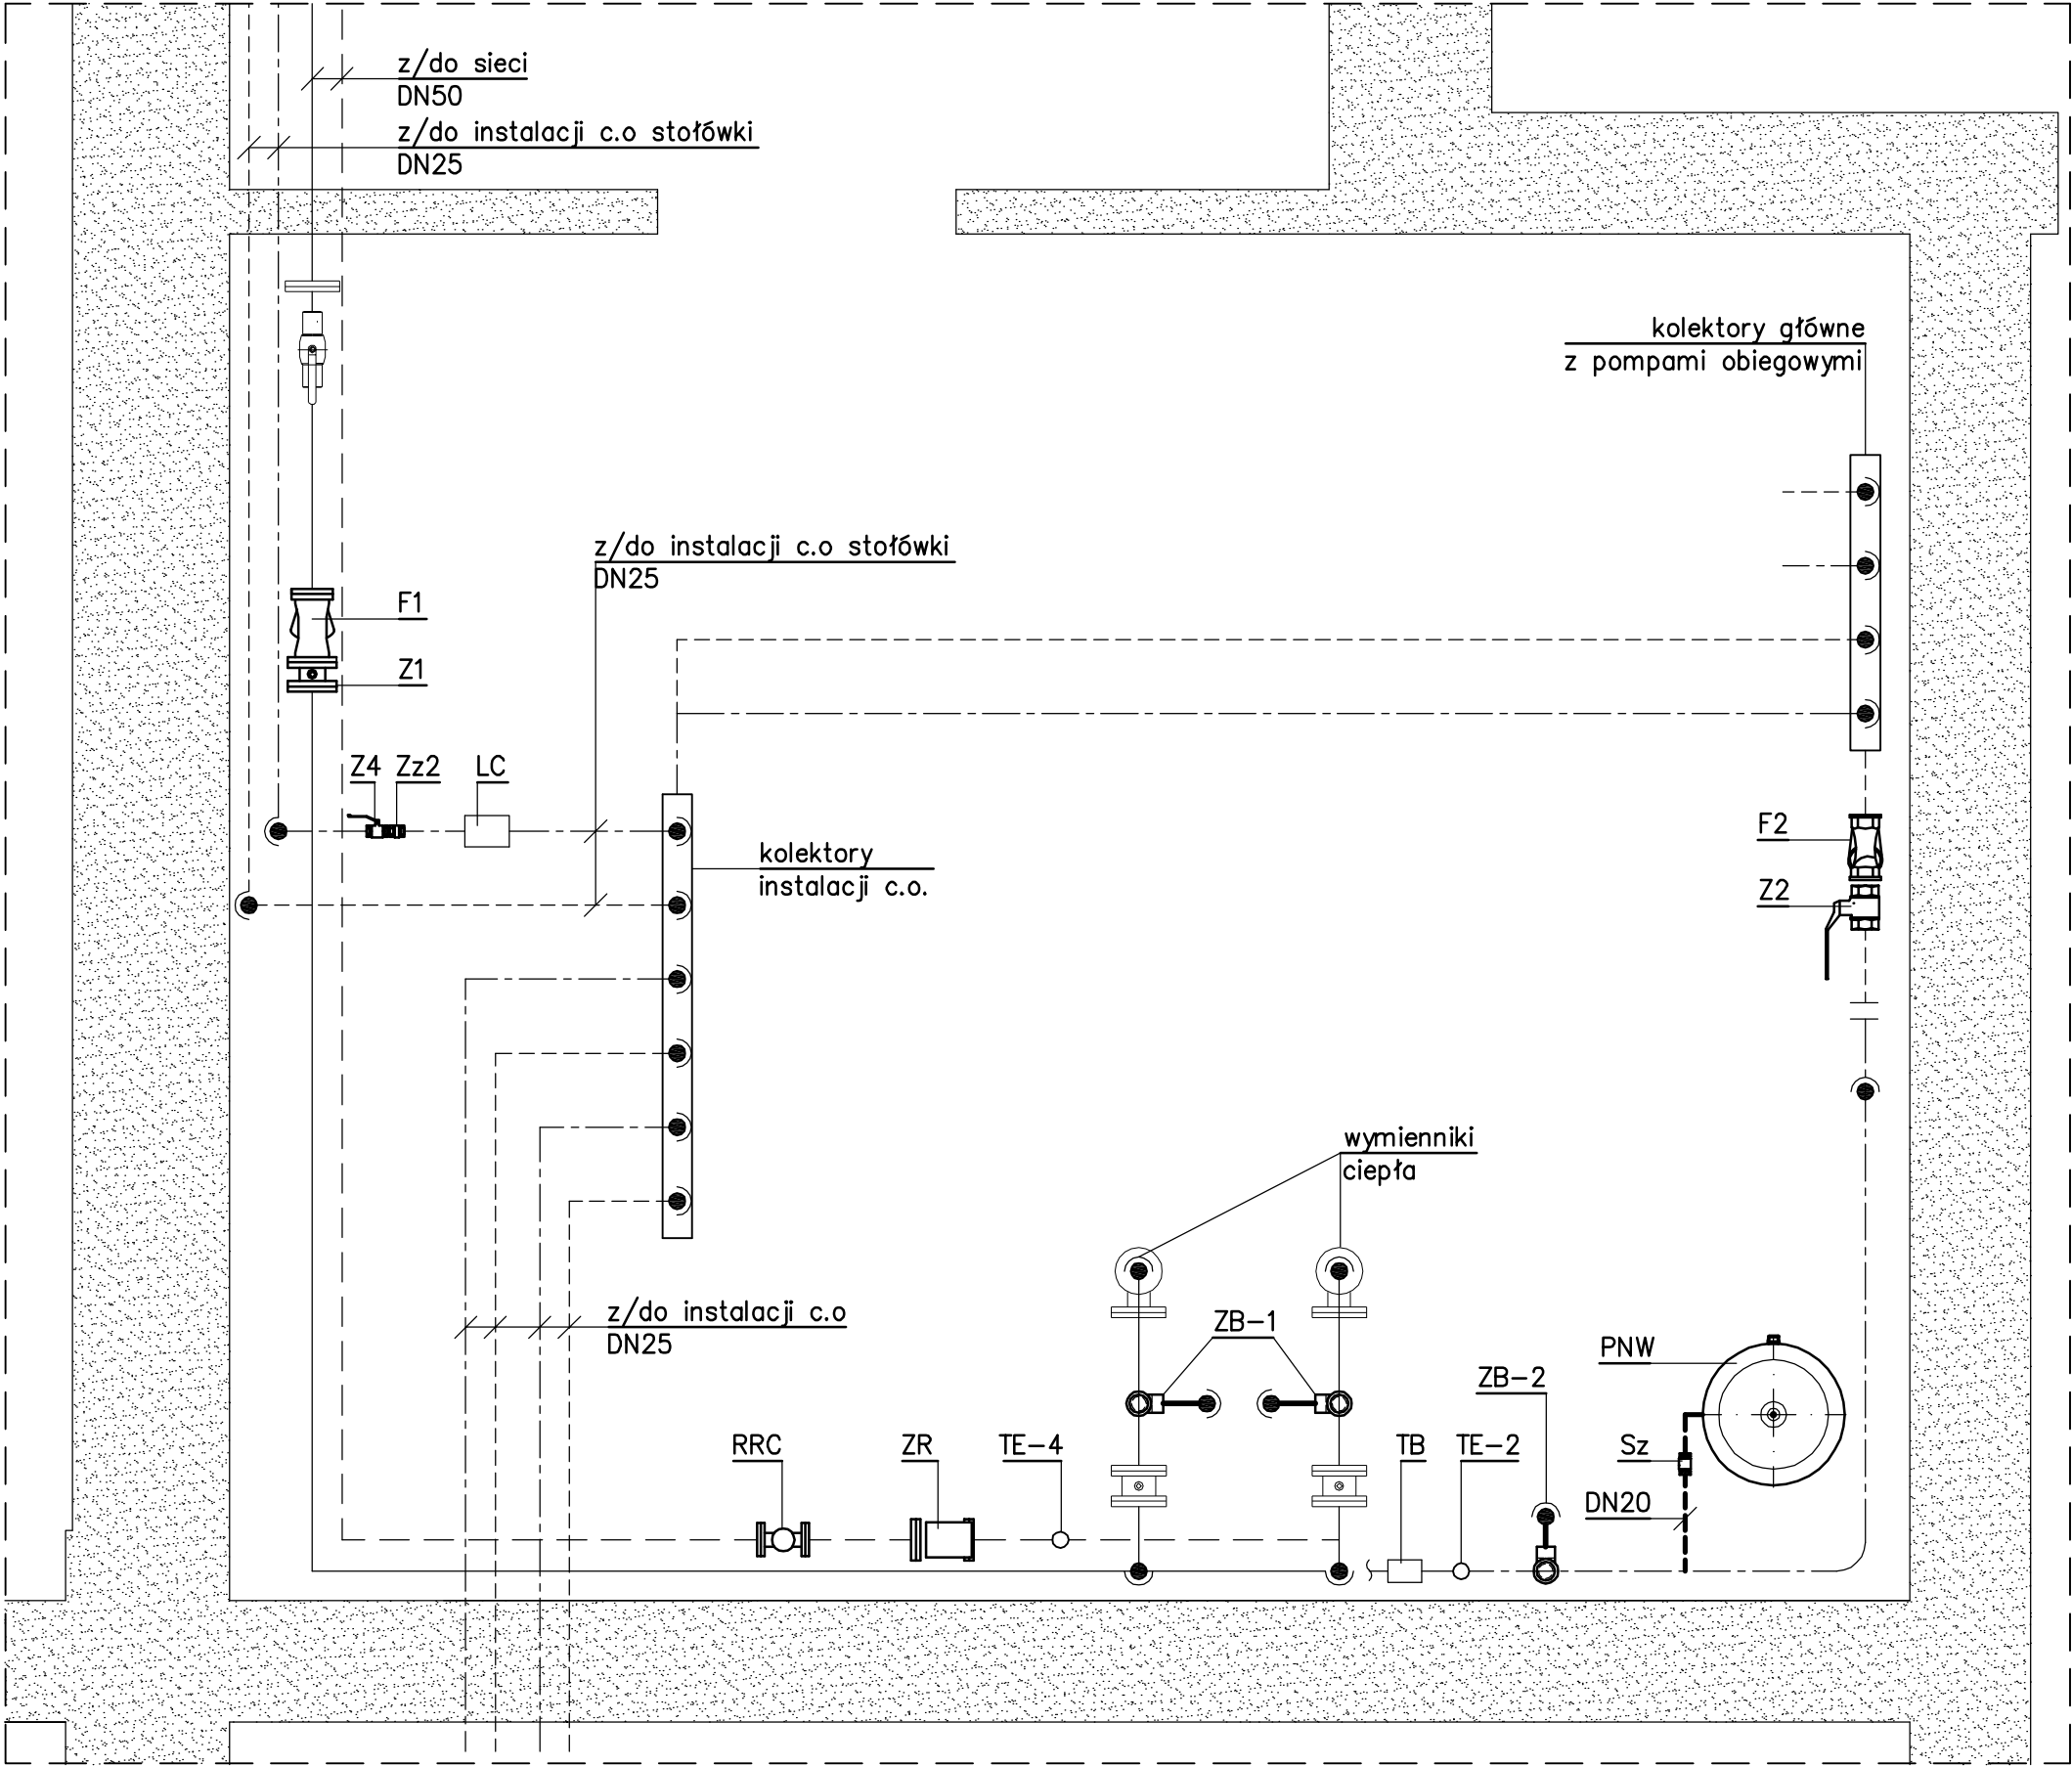 z/do sieci
DN50
z/do instalacji c.o stołówki
DN25
kolektory główne
z pompami obiegowymi
z/do instalacji c.o stołówki
DN25
F1
Z1
Z4
Zz2
LC
F2
kolektory
instalacji c.o.
Z2
wymienniki
ciepła
z/do instalacji c.o
DN25
ZB-1
PNW
ZB-2
RRC
ZR
TE-4
TB
TE-2
Sz
DN20